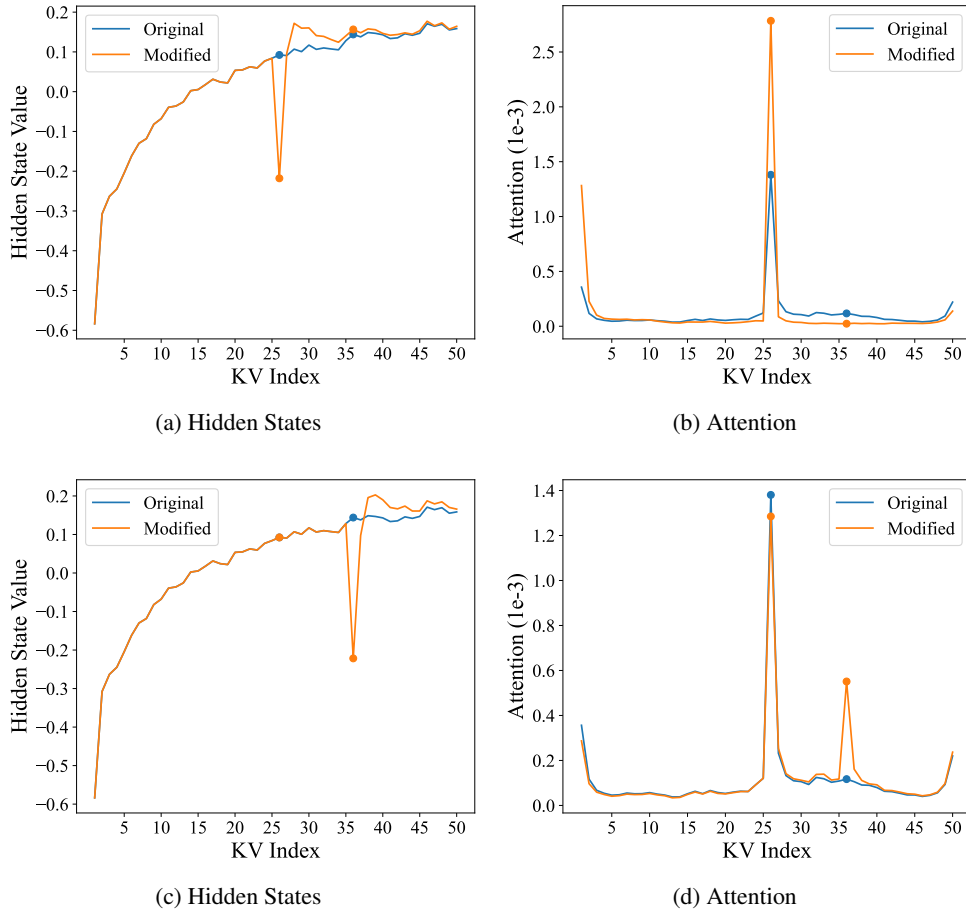 Original
Modified
Hidden State Value
0.2
0.1
0.0
−0.1
−0.2
−0.3
−0.4
−0.5
−0.6
5 10 15 20 25 30 35 40 45 50
KV Index
(a) Hidden States
Original
Modified
Attention (1e-3)
2.5
2.0
1.5
1.0
0.5
0.0
5 10 15 20 25 30 35 40 45 50
KV Index
(b) Attention
Original
Modified
Hidden State Value
0.2
0.1
0.0
−0.1
−0.2
−0.3
−0.4
−0.5
−0.6
5 10 15 20 25 30 35 40 45 50
KV Index
(c) Hidden States
Original
Modified
Attention (1e-3)
1.4
1.2
1.0
0.8
0.6
0.4
0.2
0.0
5 10 15 20 25 30 35 40 45 50
KV Index
(d) Attention